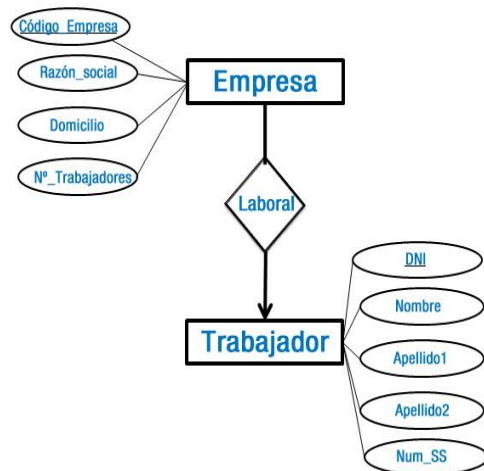 Código_Empresa
Razón_social
Domicilio
Nº_Trabajadores
Empresa
Laboral
Trabajador
DNI
Nombre
Apellido1
Apellido2
Num_SS